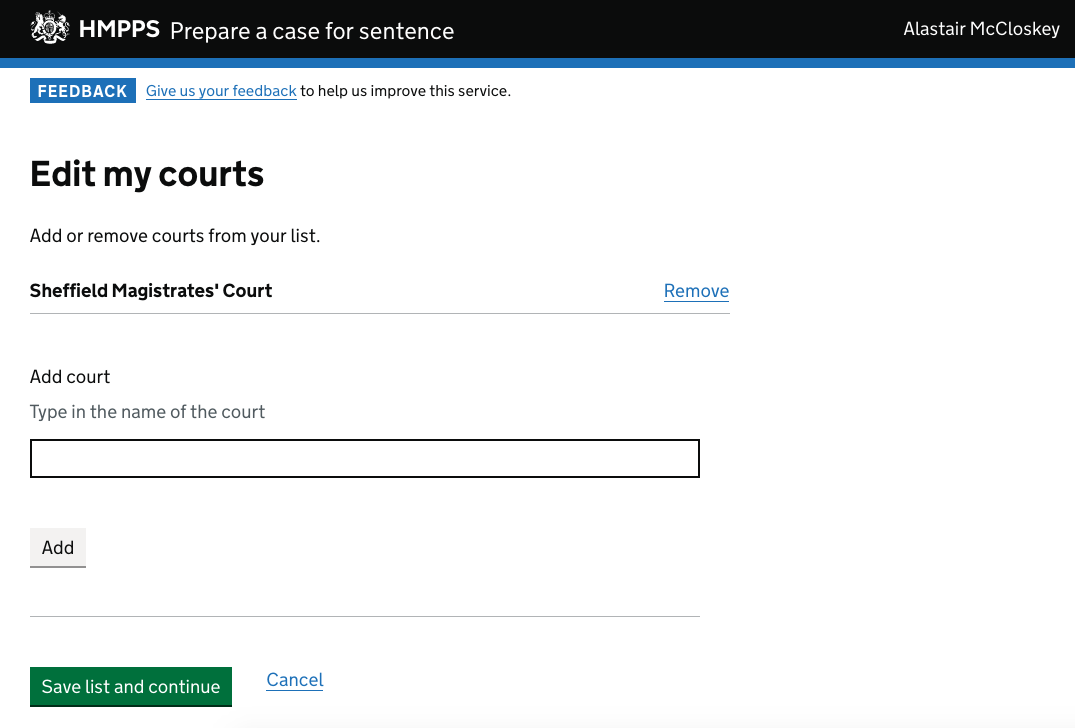 HMPPS Prepare a case for sentence Alastair McCloskey
FEEDBACK Give us your feedback to help us improve this service.
Edit my courts
Add or remove courts from your list.
Sheffield Magistrates' Court Remove
Add court
Type in the name of the court
Add
Save list and continue Cancel